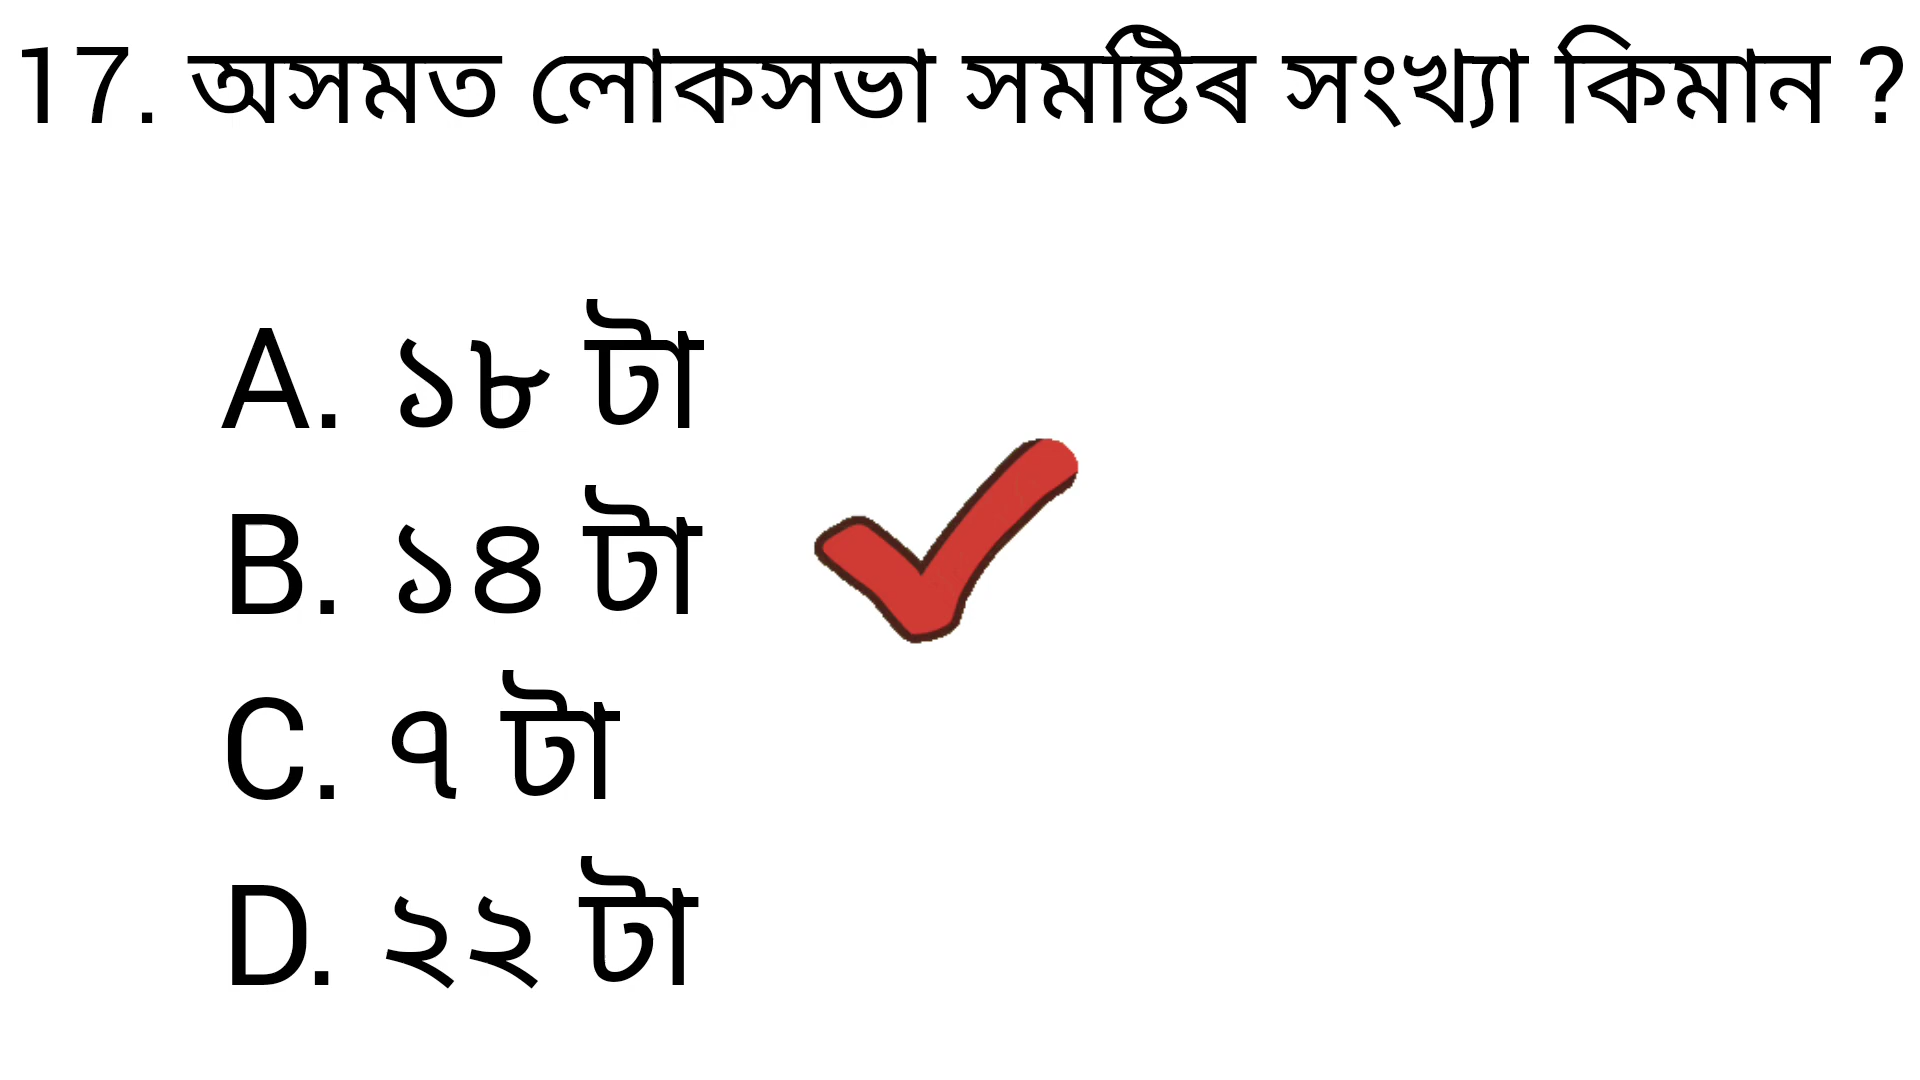 17. অসমত লোকসভা সমষ্টিৰ সংখ্যা কিমান ?
A. ১৮ টা
B. ১৪ টা
C. ৭ টা
D. ২২ টা